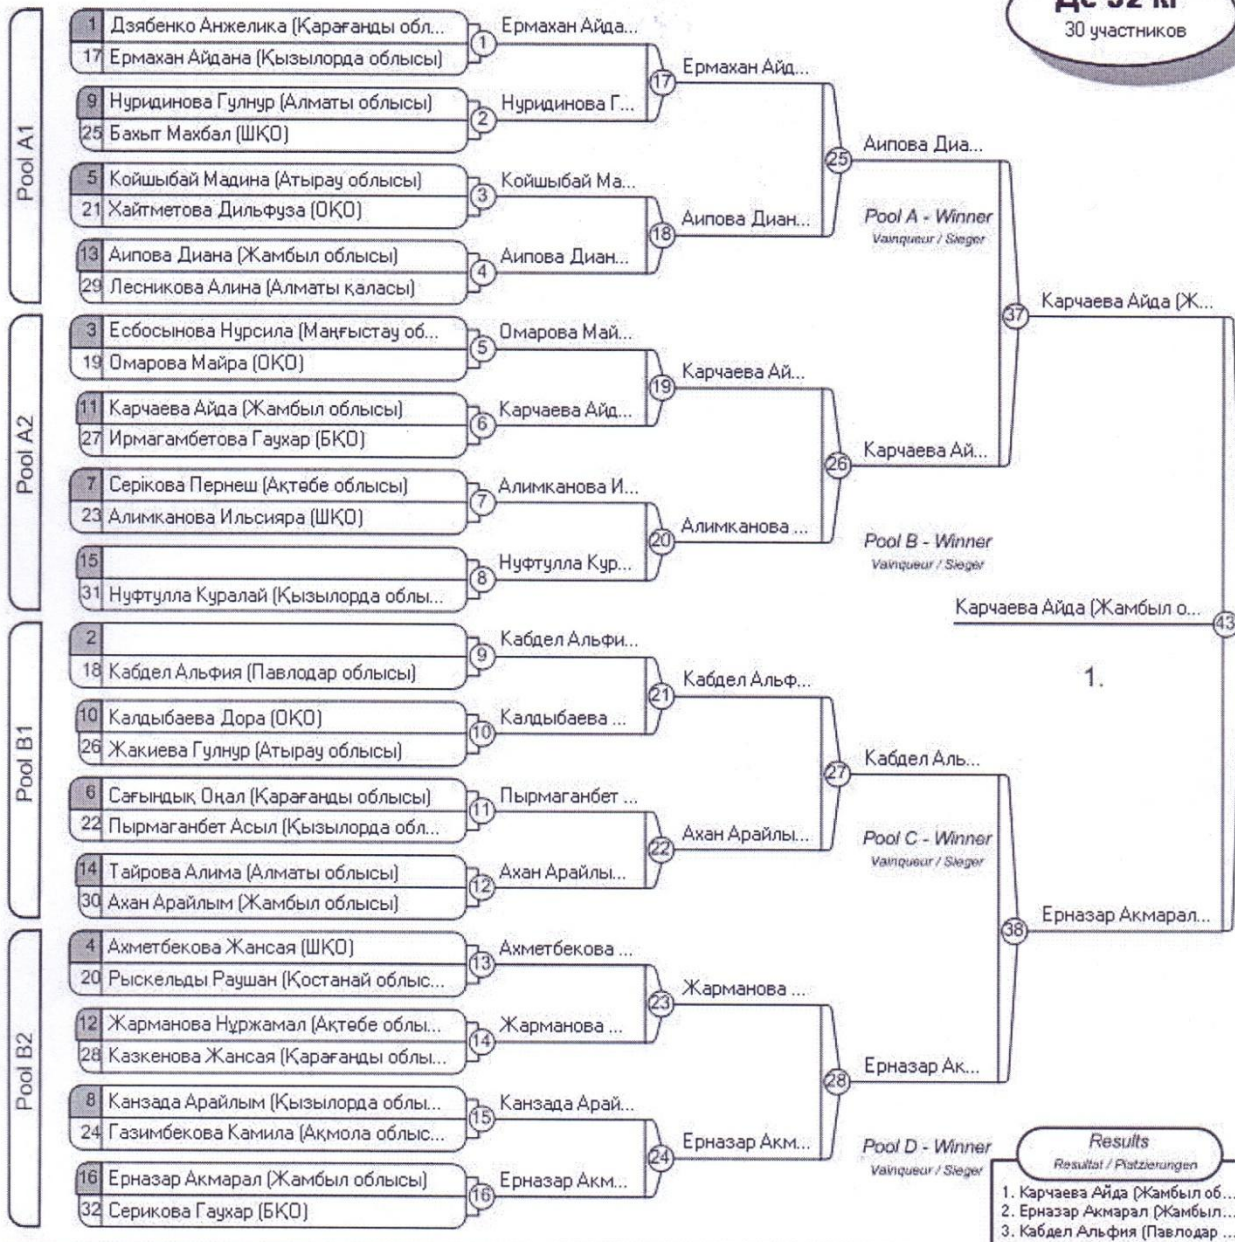 До 52 кг
30 участников
Pool A1
1 Дзябенко Анжелика (Қарағанды обл...
17 Ермахан Айдана (Қызылорда облысы)
1
Ермахан Айда...
9 Нуридинова Гулнур (Алматы облысы)
25 Бахыт Махбал (ШҚО)
2
Нуридинова Г...
17
Ермахан Айд...
5 Койшыбай Мадина (Атырау облысы)
21 Хайтметова Дильфуза (ОҚО)
3
Койшыбай Ма...
13 Аипова Диана (Жамбыл облысы)
29 Лесникова Алина (Алматы қаласы)
4
Аипова Диан...
18
Аипова Диан...
25
Аипова Диа...
Pool A - Winner
Vainqueur / Sieger
Pool A2
3 Есбосынова Нурсила (Маңғыстау об...
19 Омарова Майра (ОҚО)
5
Омарова Май...
11 Карчаева Айда (Жамбыл облысы)
27 Ирмагамбетова Гаухар (БҚО)
6
Карчаева Айд...
19
Карчаева Ай...
7 Серікова Пернеш (Ақтөбе облысы)
23 Алимканова Ильсияра (ШҚО)
7
Алимканова И...
15
31 Нуфтулла Куралай (Қызылорда облы...
8
Нуфтулла Кур...
20
Алимканова ...
26
Карчаева Ай...
Pool B - Winner
Vainqueur / Sieger
37
Карчаева Айда (Ж...
Карчаева Айда (Жамбыл о...
43
1.
Pool B1
2
18 Кабдел Альфия (Павлодар облысы)
9
Кабдел Альфи...
10 Калдыбаева Дора (ОҚО)
26 Жакиева Гулнур (Атырау облысы)
10
Калдыбаева ...
21
Кабдел Альф...
6 Сағындық Оңал (Қарағанды облысы)
22 Пырмаганбет Асыл (Қызылорда обл...
11
Пырмаганбет ...
14 Тайрова Алима (Алматы облысы)
30 Ахан Арайлым (Жамбыл облысы)
12
Ахан Арайлы...
22
Ахан Арайлы...
27
Кабдел Аль...
Pool C - Winner
Vainqueur / Sieger
Pool B2
4 Ахметбекова Жансая (ШҚО)
20 Рыскельды Раушан (Қостанай облыс...
13
Ахметбекова ...
12 Жарманова Нұржамал (Ақтөбе облы...
28 Казкенова Жансая (Қарағанды облы...
14
Жарманова ...
23
Жарманова ...
8 Канзада Арайлым (Қызылорда облы...
24 Газимбекова Камила (Ақмола облыс...
15
Канзада Арай...
16 Ерназар Акмарал (Жамбыл облысы)
32 Серикова Гаухар (БҚО)
16
Ерназар Акм...
24
Ерназар Акм...
28
Ерназар Ак...
Pool D - Winner
Vainqueur / Sieger
38
Ерназар Акмарал...
Results
Resultat / Platzierungen
1. Карчаева Айда (Жамбыл об...
2. Ерназар Акмарал (Жамбыл...
3. Кабдел Альфия (Павлодар ...